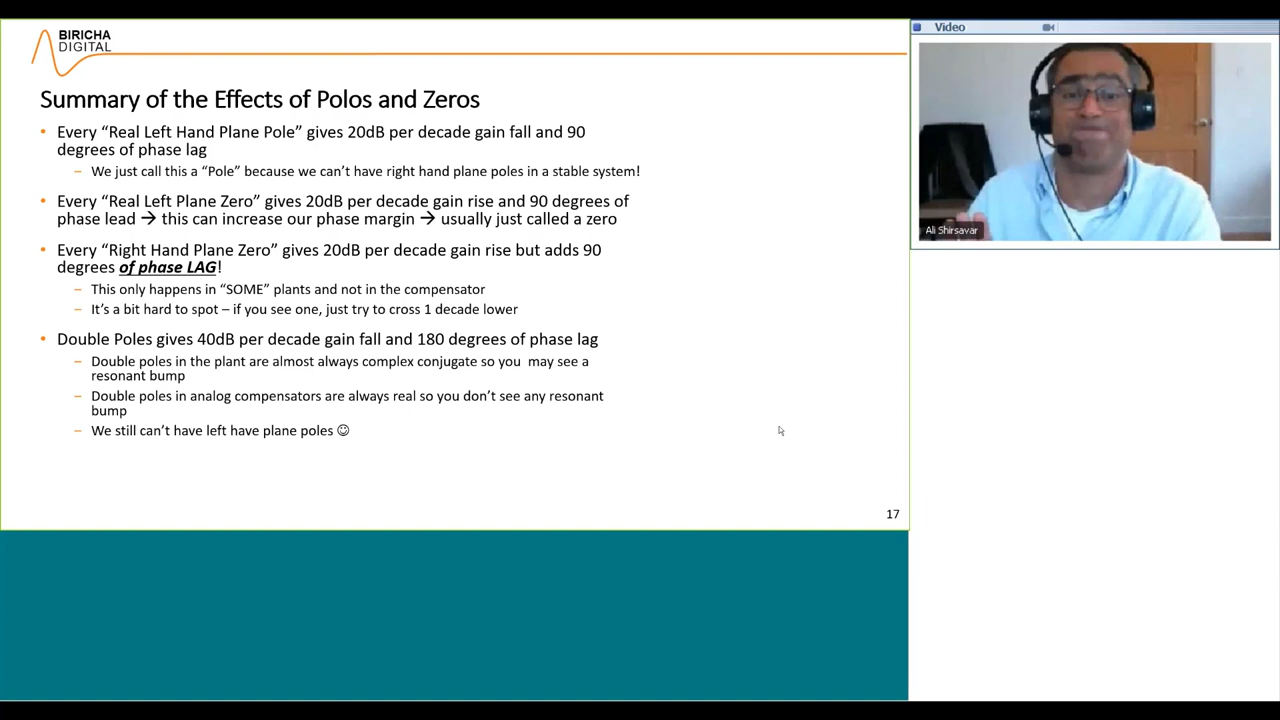 BIRICHA
DIGITAL
Video
Ali Shirsavar
Summary of the Effects of Polos and Zeros
• Every “Real Left Hand Plane Pole” gives 20dB per decade gain fall and 90
degrees of phase lag
– We just call this a “Pole” because we can’t have right hand plane poles in a stable system!
• Every “Real Left Plane Zero” gives 20dB per decade gain rise and 90 degrees of
phase lead → this can increase our phase margin → usually just called a zero
• Every “Right Hand Plane Zero” gives 20dB per decade gain rise but adds 90
degrees of phase LAG!
– This only happens in “SOME” plants and not in the compensator
– It’s a bit hard to spot – if you see one, just try to cross 1 decade lower
• Double Poles gives 40dB per decade gain fall and 180 degrees of phase lag
– Double poles in the plant are almost always complex conjugate so you may see a
resonant bump
– Double poles in analog compensators are always real so you don’t see any resonant
bump
– We still can’t have left have plane poles ☺
17